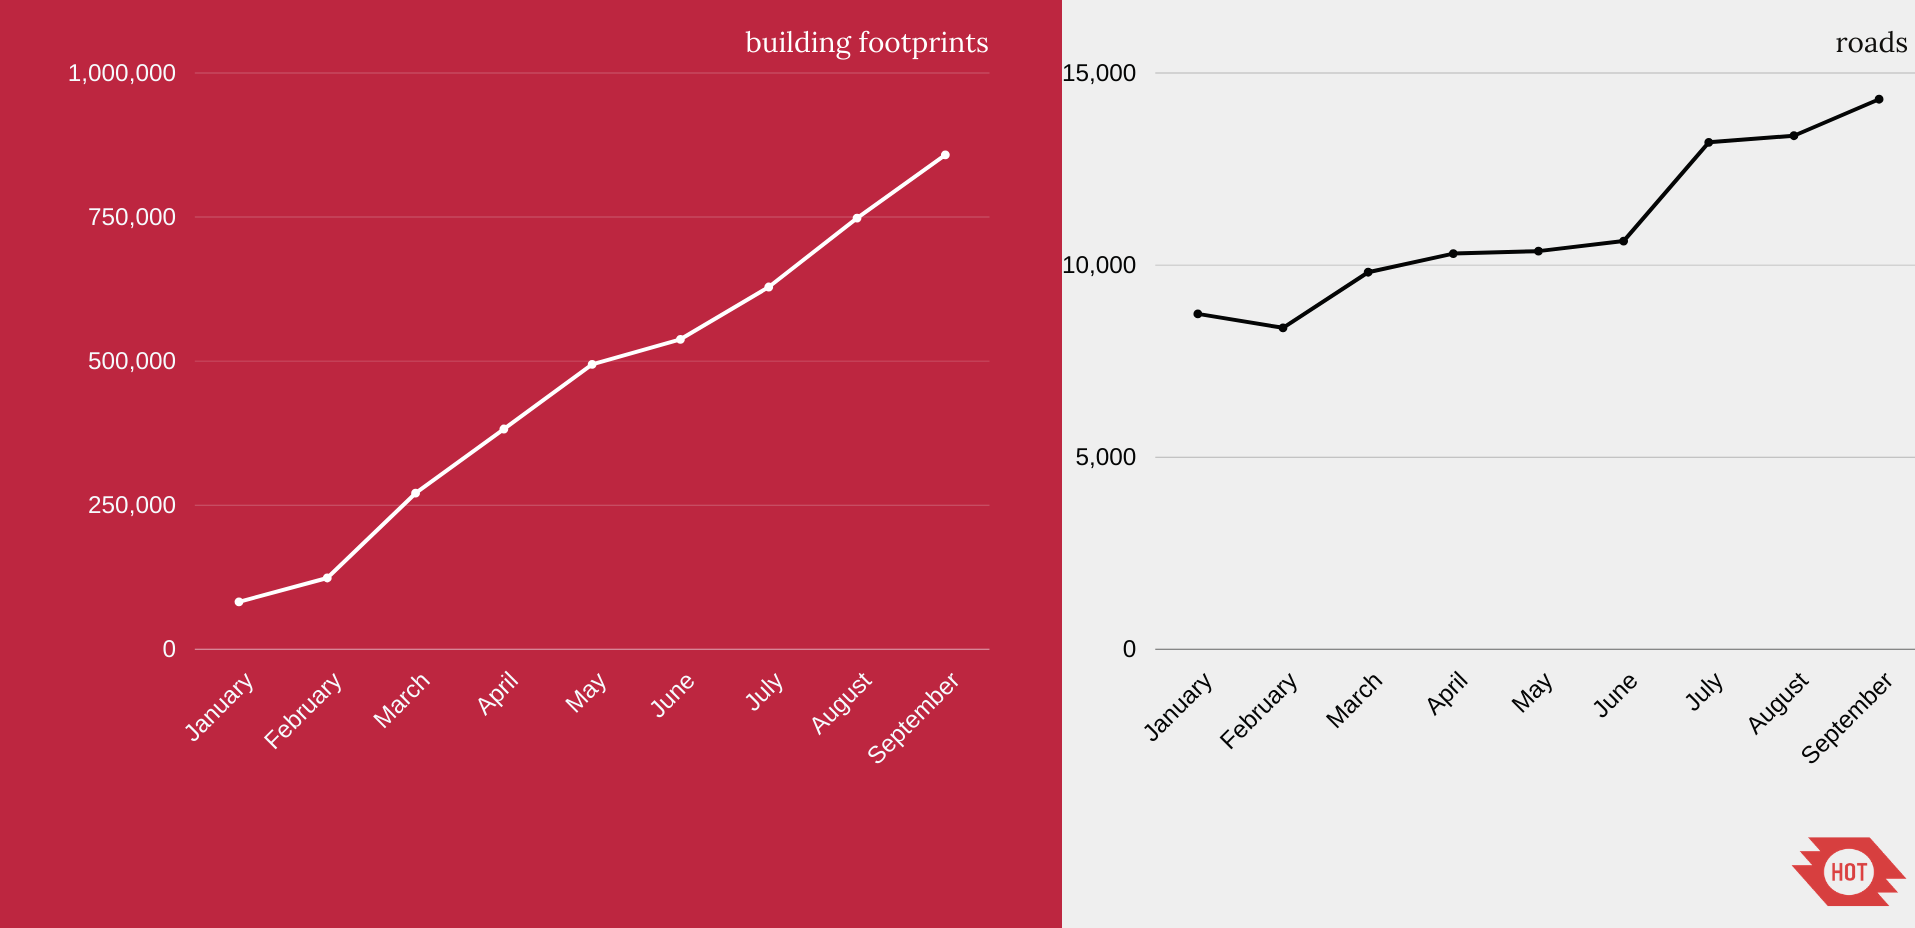 building footprints
1,000,000
750,000
500,000
250,000
0
January
February
March
April
May
June
July
August
September
roads
15,000
10,000
5,000
0
January
February
March
April
May
June
July
August
September
HOT